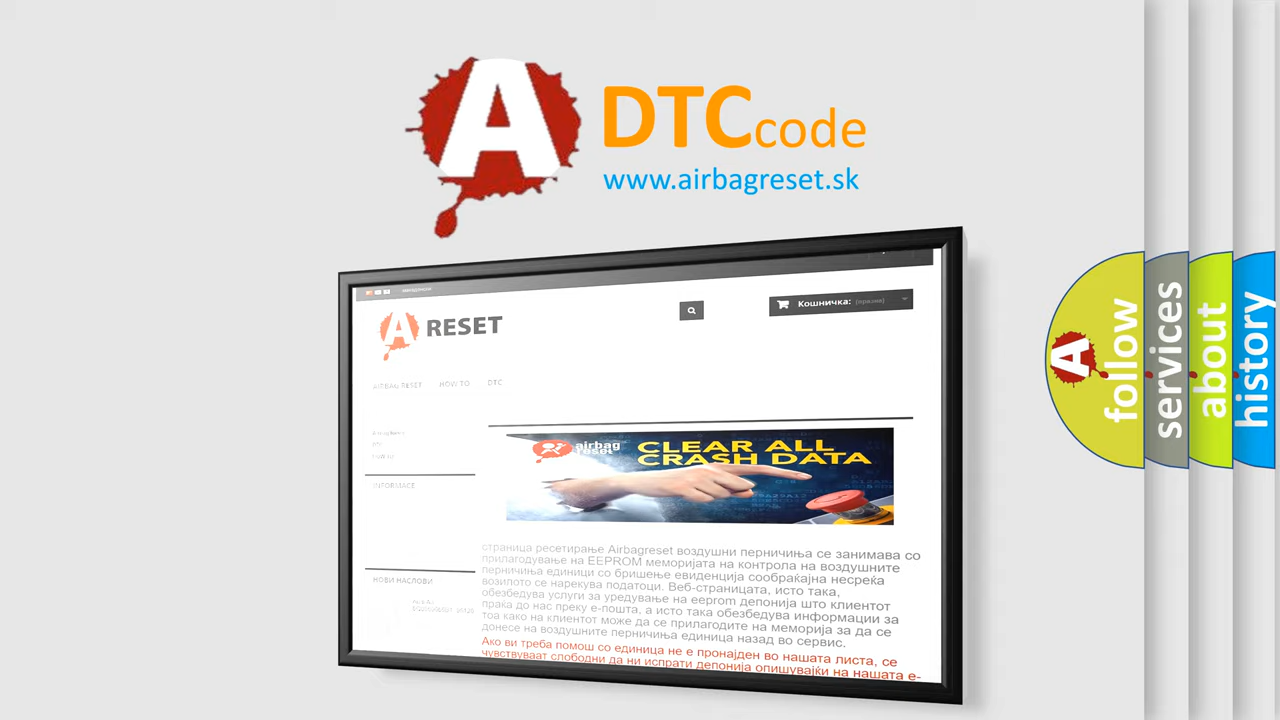 A
DTCcode
www.airbagreset.sk
RESET
Кошничка: (празна)
AIRBAG RESET HOW TO DTC
INFORMACE
airbag
reset
CLEAR ALL
CRASH DATA
страница ресетирање Airbagreset воздушни перничиња се занимава со
прилагодување на EEPROM меморијата на контрола на воздушните
перничиња единици со бришење евиденција сообраќајна несреќа
возилото се нарекува податоци. Веб-страницата, исто така,
обезбедува услуги за уредување на eeprom депонија што клиентот
праќа до нас преку е-пошта, а исто така обезбедува информации за
тоа како на клиентот може да се прилагодите на меморија за да се
донесе на воздушните перничиња единица назад во сервис.
Ако ви треба помош со единица не е пронајден во нашата листа, се
чувствуваат слободни да ни испрати депонија опишувајќи на нашата е-
НОВИ НАСЛОВИ
follow
services
about
history